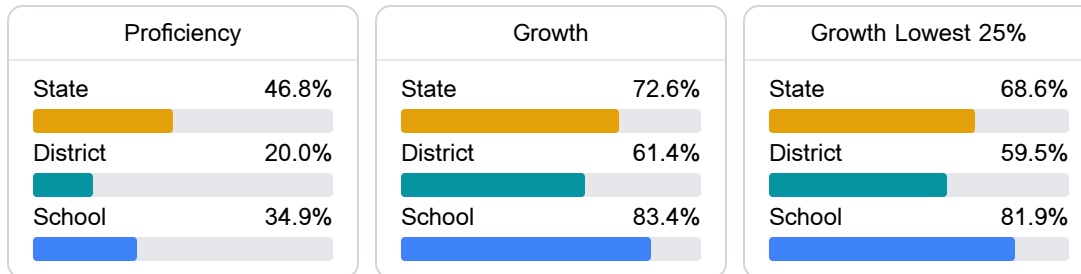 Proficiency
State 46.8%
District 20.0%
School 34.9%
Growth
State 72.6%
District 61.4%
School 83.4%
Growth Lowest 25%
State 68.6%
District 59.5%
School 81.9%